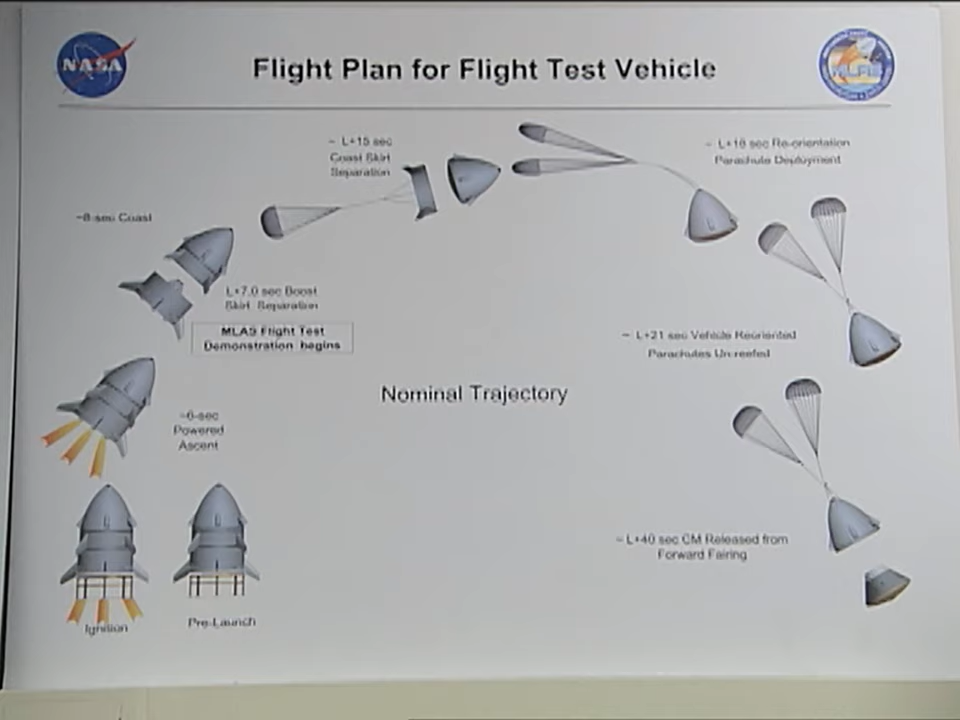 NASA
Flight Plan for Flight Test Vehicle
MLAS
~ L+15 sec
Coast Skirt
Separation
~ L+16 sec Re-orientation
Parachute Deployment
~8 sec Coast
L+7.0 sec Boost
Skirt Separation
MLAS Flight Test
Demonstration begins
~ L+21 sec Vehicle Reoriented
Parachutes Un-reefed
Nominal Trajectory
~6-sec
Powered
Ascent
~ L+40 sec CM Released from
Forward Fairing
Ignition
Pre-Launch